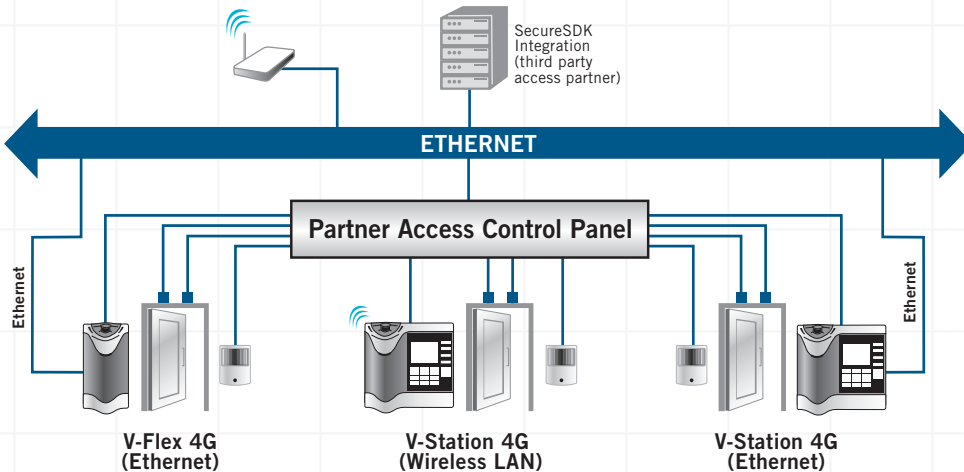 SecureSDK
Integration
(third party
access partner)
ETHERNET
Partner Access Control Panel
Ethernet
Ethernet
V-Flex 4G
(Ethernet)
V-Station 4G
(Wireless LAN)
V-Station 4G
(Ethernet)